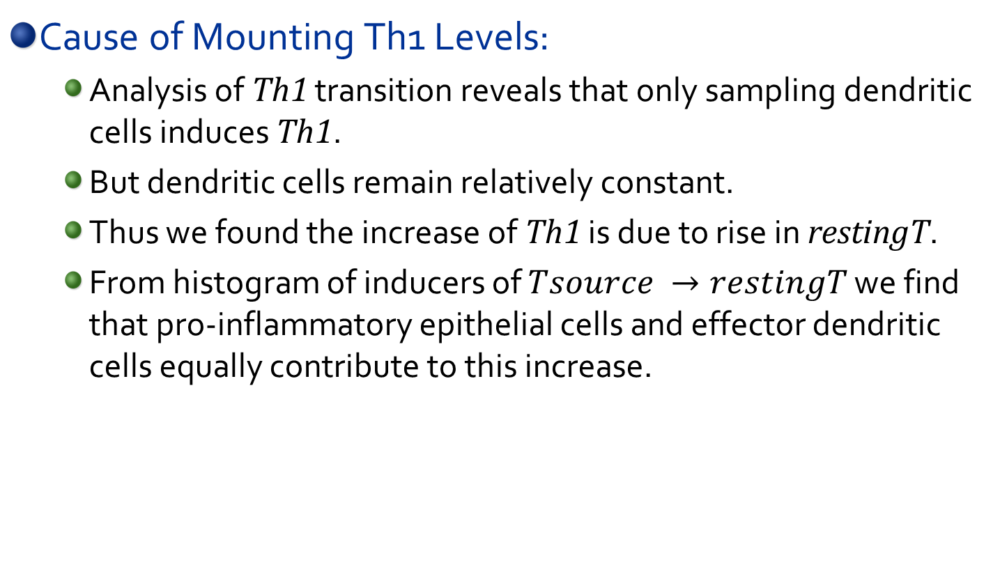 Cause of Mounting Th1 Levels:
Analysis of Th1 transition reveals that only sampling dendritic
cells induces Th1.
But dendritic cells remain relatively constant.
Thus we found the increase of Th1 is due to rise in restingT.
From histogram of inducers of Tsource → restingT we find
that pro-inflammatory epithelial cells and effector dendritic
cells equally contribute to this increase.